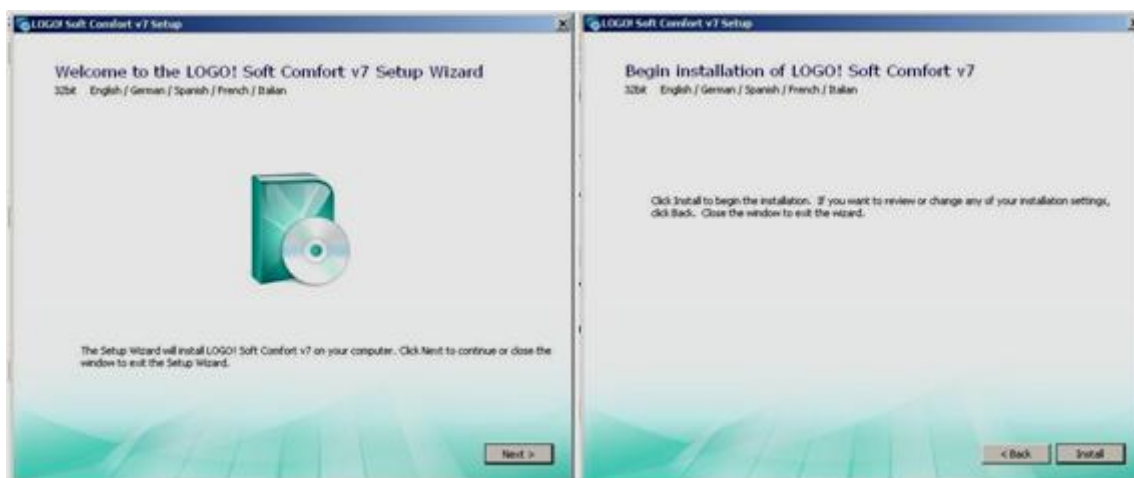 LOGO! Soft Comfort v7 Setup
Welcome to the LOGO! Soft Comfort v7 Setup Wizard
32bit English / German / Spanish / French / Italian
The Setup Wizard will install LOGO! Soft Comfort v7 on your computer. Click Next to continue or close the
window to exit the Setup Wizard.
Next >
LOGO! Soft Comfort v7 Setup
Begin installation of LOGO! Soft Comfort v7
32bit English / German / Spanish / French / Italian
Click Install to begin the installation. If you want to review or change any of your installation settings,
click Back. Close the window to exit the wizard.
< Back Install